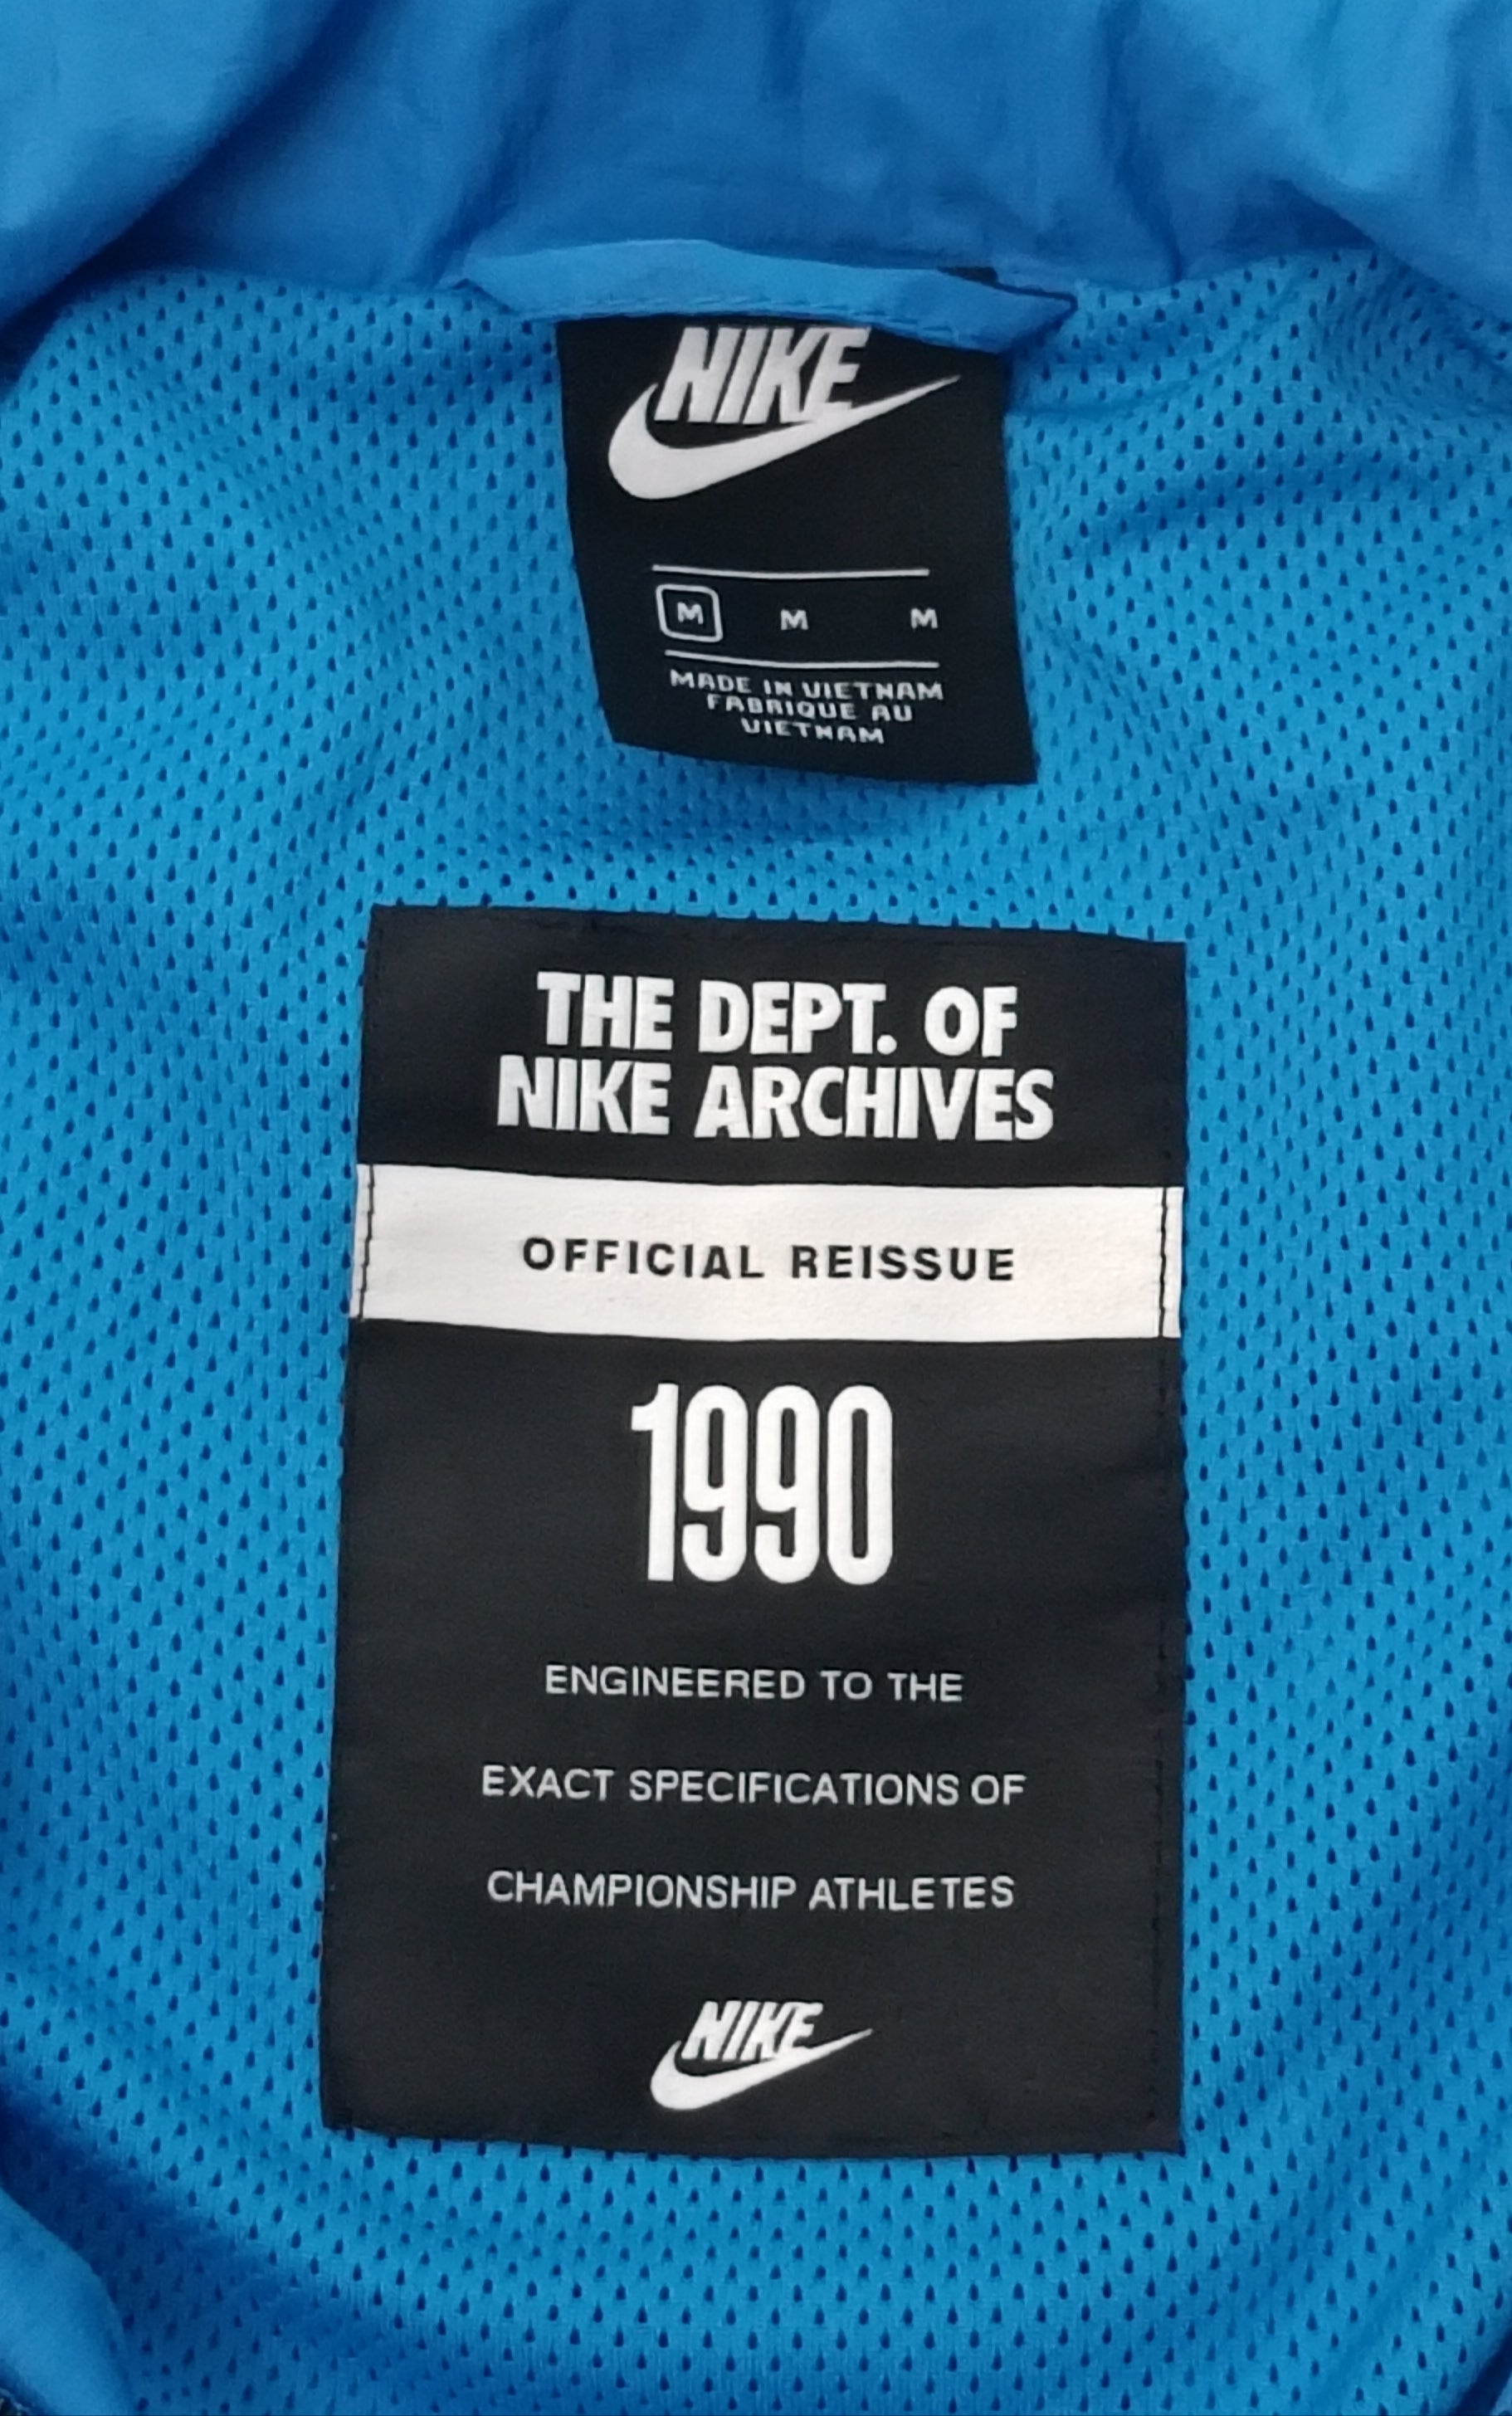 NIKE
M M M
MADE IN VIETNAM
FABRIQUE AU
VIETNAM
THE DEPT. OF
NIKE ARCHIVES
OFFICIAL REISSUE
1990
ENGINEERED TO THE
EXACT SPECIFICATIONS OF
CHAMPIONSHIP ATHLETES
NIKE